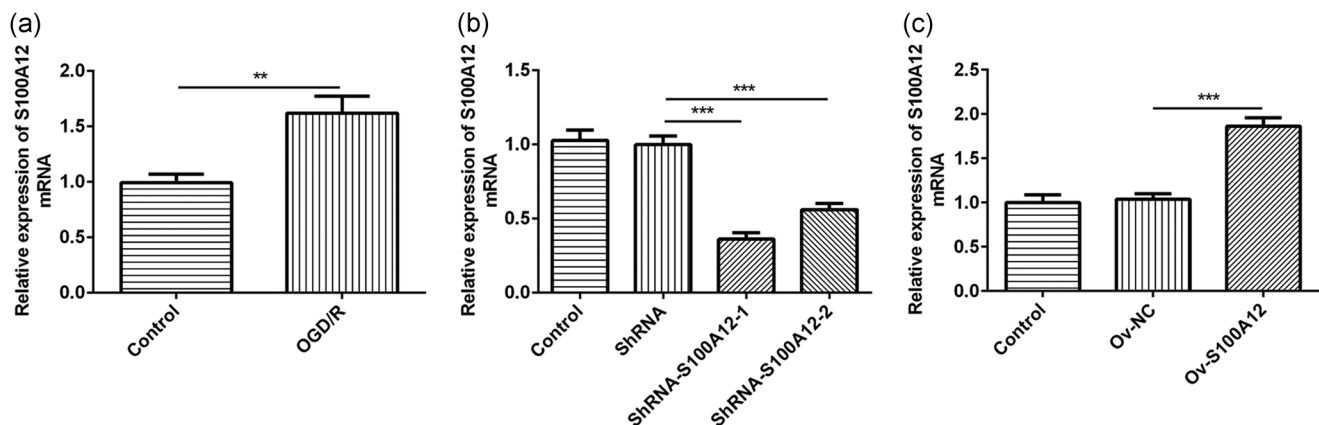 (a)
Relative expression of S100A12
mRNA
2.0
1.5
1.0
0.5
0.0
**
Control
OGD/R
(b)
Relative expression of S100A12
mRNA
1.5
1.0
0.5
0.0
***
***
Control
ShRNA
ShRNA-S100A12-1
ShRNA-S100A12-2
(c)
Relative expression of S100A12
mRNA
2.5
2.0
1.5
1.0
0.5
0.0
***
Control
Ov-NC
Ov-S100A12